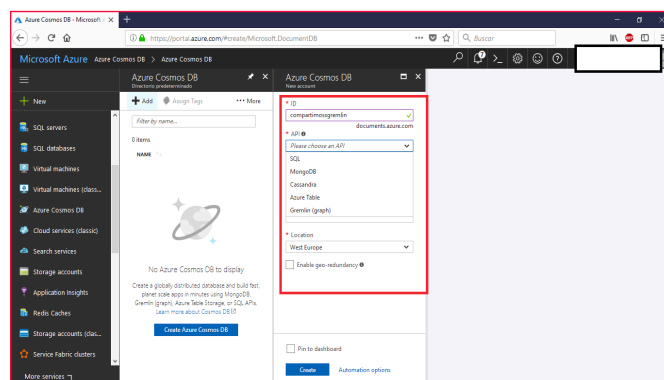 Azure Cosmos DB - Microsoft
https://portal.azure.com/#create/Microsoft.DocumentDB
Buscar
Microsoft Azure Azure Cosmos DB > Azure Cosmos DB
New
SQL servers
SQL databases
Virtual machines
Virtual machines (class...
Azure Cosmos DB
Cloud services (classic)
Search services
Storage accounts
Application Insights
Redis Caches
Storage accounts (clas...
Service Fabric clusters
More services
Azure Cosmos DB
Directorio predeterminado
Add Assign Tags ••• More
Filter by name...
0 items
NAME
No Azure Cosmos DB to display
Create a globally distributed database and build fast,
planet scale apps in minutes using MongoDB,
Gremlin (graph), Azure Table Storage, or SQL APIs.
Learn more about Cosmos DB
Create Azure Cosmos DB
Azure Cosmos DB
New account
* ID
compartimossgremlin
documents.azure.com
* API
Please choose an API
SQL
MongoDB
Cassandra
Azure Table
Gremlin (graph)
* Location
West Europe
Enable geo-redundancy
Pin to dashboard
Create Automation options